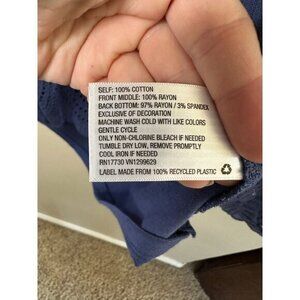 SELF: 100% COTTON
FRONT MIDDLE: 100% RAYON
BACK BOTTOM: 97% RAYON / 3% SPANDEX
EXCLUSIVE OF DECORATION
MACHINE WASH COLD WITH LIKE COLORS
GENTLE CYCLE
ONLY NON-CHLORINE BLEACH IF NEEDED
TUMBLE DRY LOW, REMOVE PROMPTLY
COOL IRON IF NEEDED
RN17730 VN1299629
LABEL MADE FROM 100% RECYCLED PLASTIC